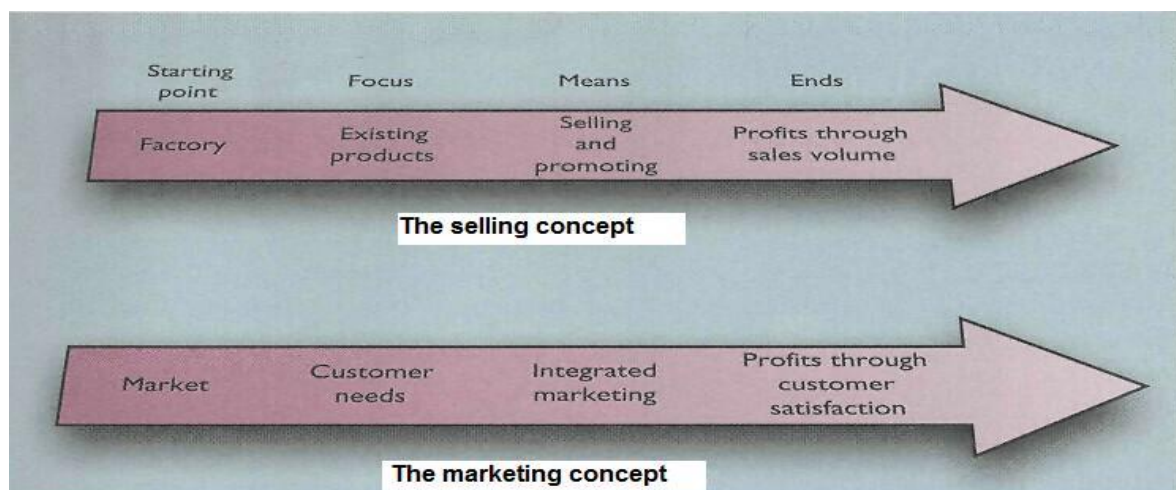 Starting
point
Focus
Means
Ends
Factory
Existing
products
Selling
and
promoting
Profits through
sales volume
The selling concept
Market
Customer
needs
Integrated
marketing
Profits through
customer
satisfaction
The marketing concept